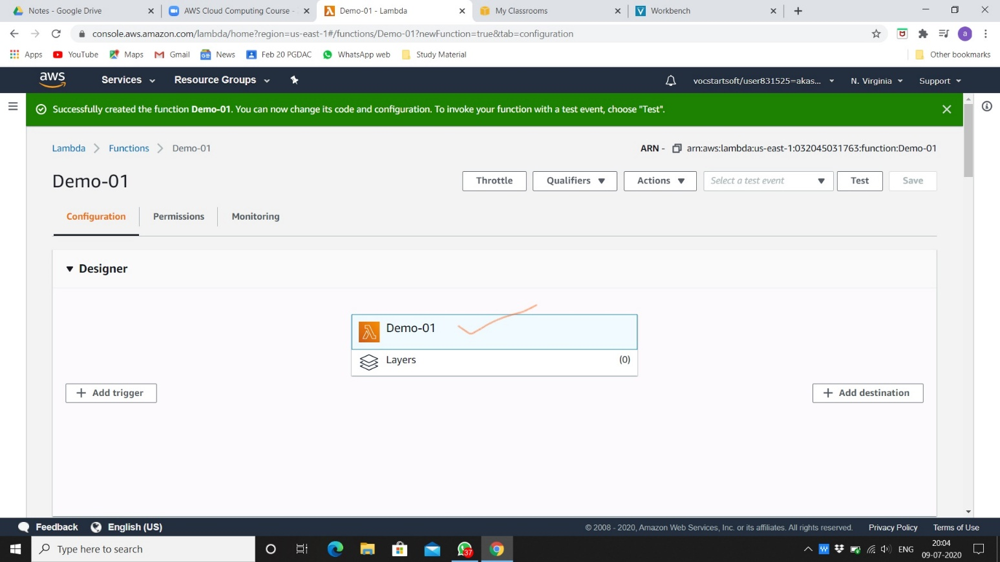 Notes - Google Drive
AWS Cloud Computing Course -
Demo-01 - Lambda
My Classrooms
Workbench
console.aws.amazon.com/lambda/home?region=us-east-1#/functions/Demo-01?newFunction=true&tab=configuration
a
Apps YouTube Maps Gmail News Feb 20 PGDAC WhatsApp web Study Material Other bookmarks
aws Services Resource Groups vocstartsoft/user831525=akas... N. Virginia Support
Successfully created the function Demo-01. You can now change its code and configuration. To invoke your function with a test event, choose "Test".
Lambda Functions Demo-01 ARN - arn:aws:lambda:us-east-1:032045031763:function:Demo-01
Demo-01 Throttle Qualifiers Actions Select a test event Test Save
Configuration Permissions Monitoring
Designer
Demo-01
Layers (0)
Add trigger Add destination
Feedback English (US) © 2008 - 2020, Amazon Web Services, Inc. or its affiliates. All rights reserved. Privacy Policy Terms of Use
Type here to search 37 ENG 20:04
09-07-2020